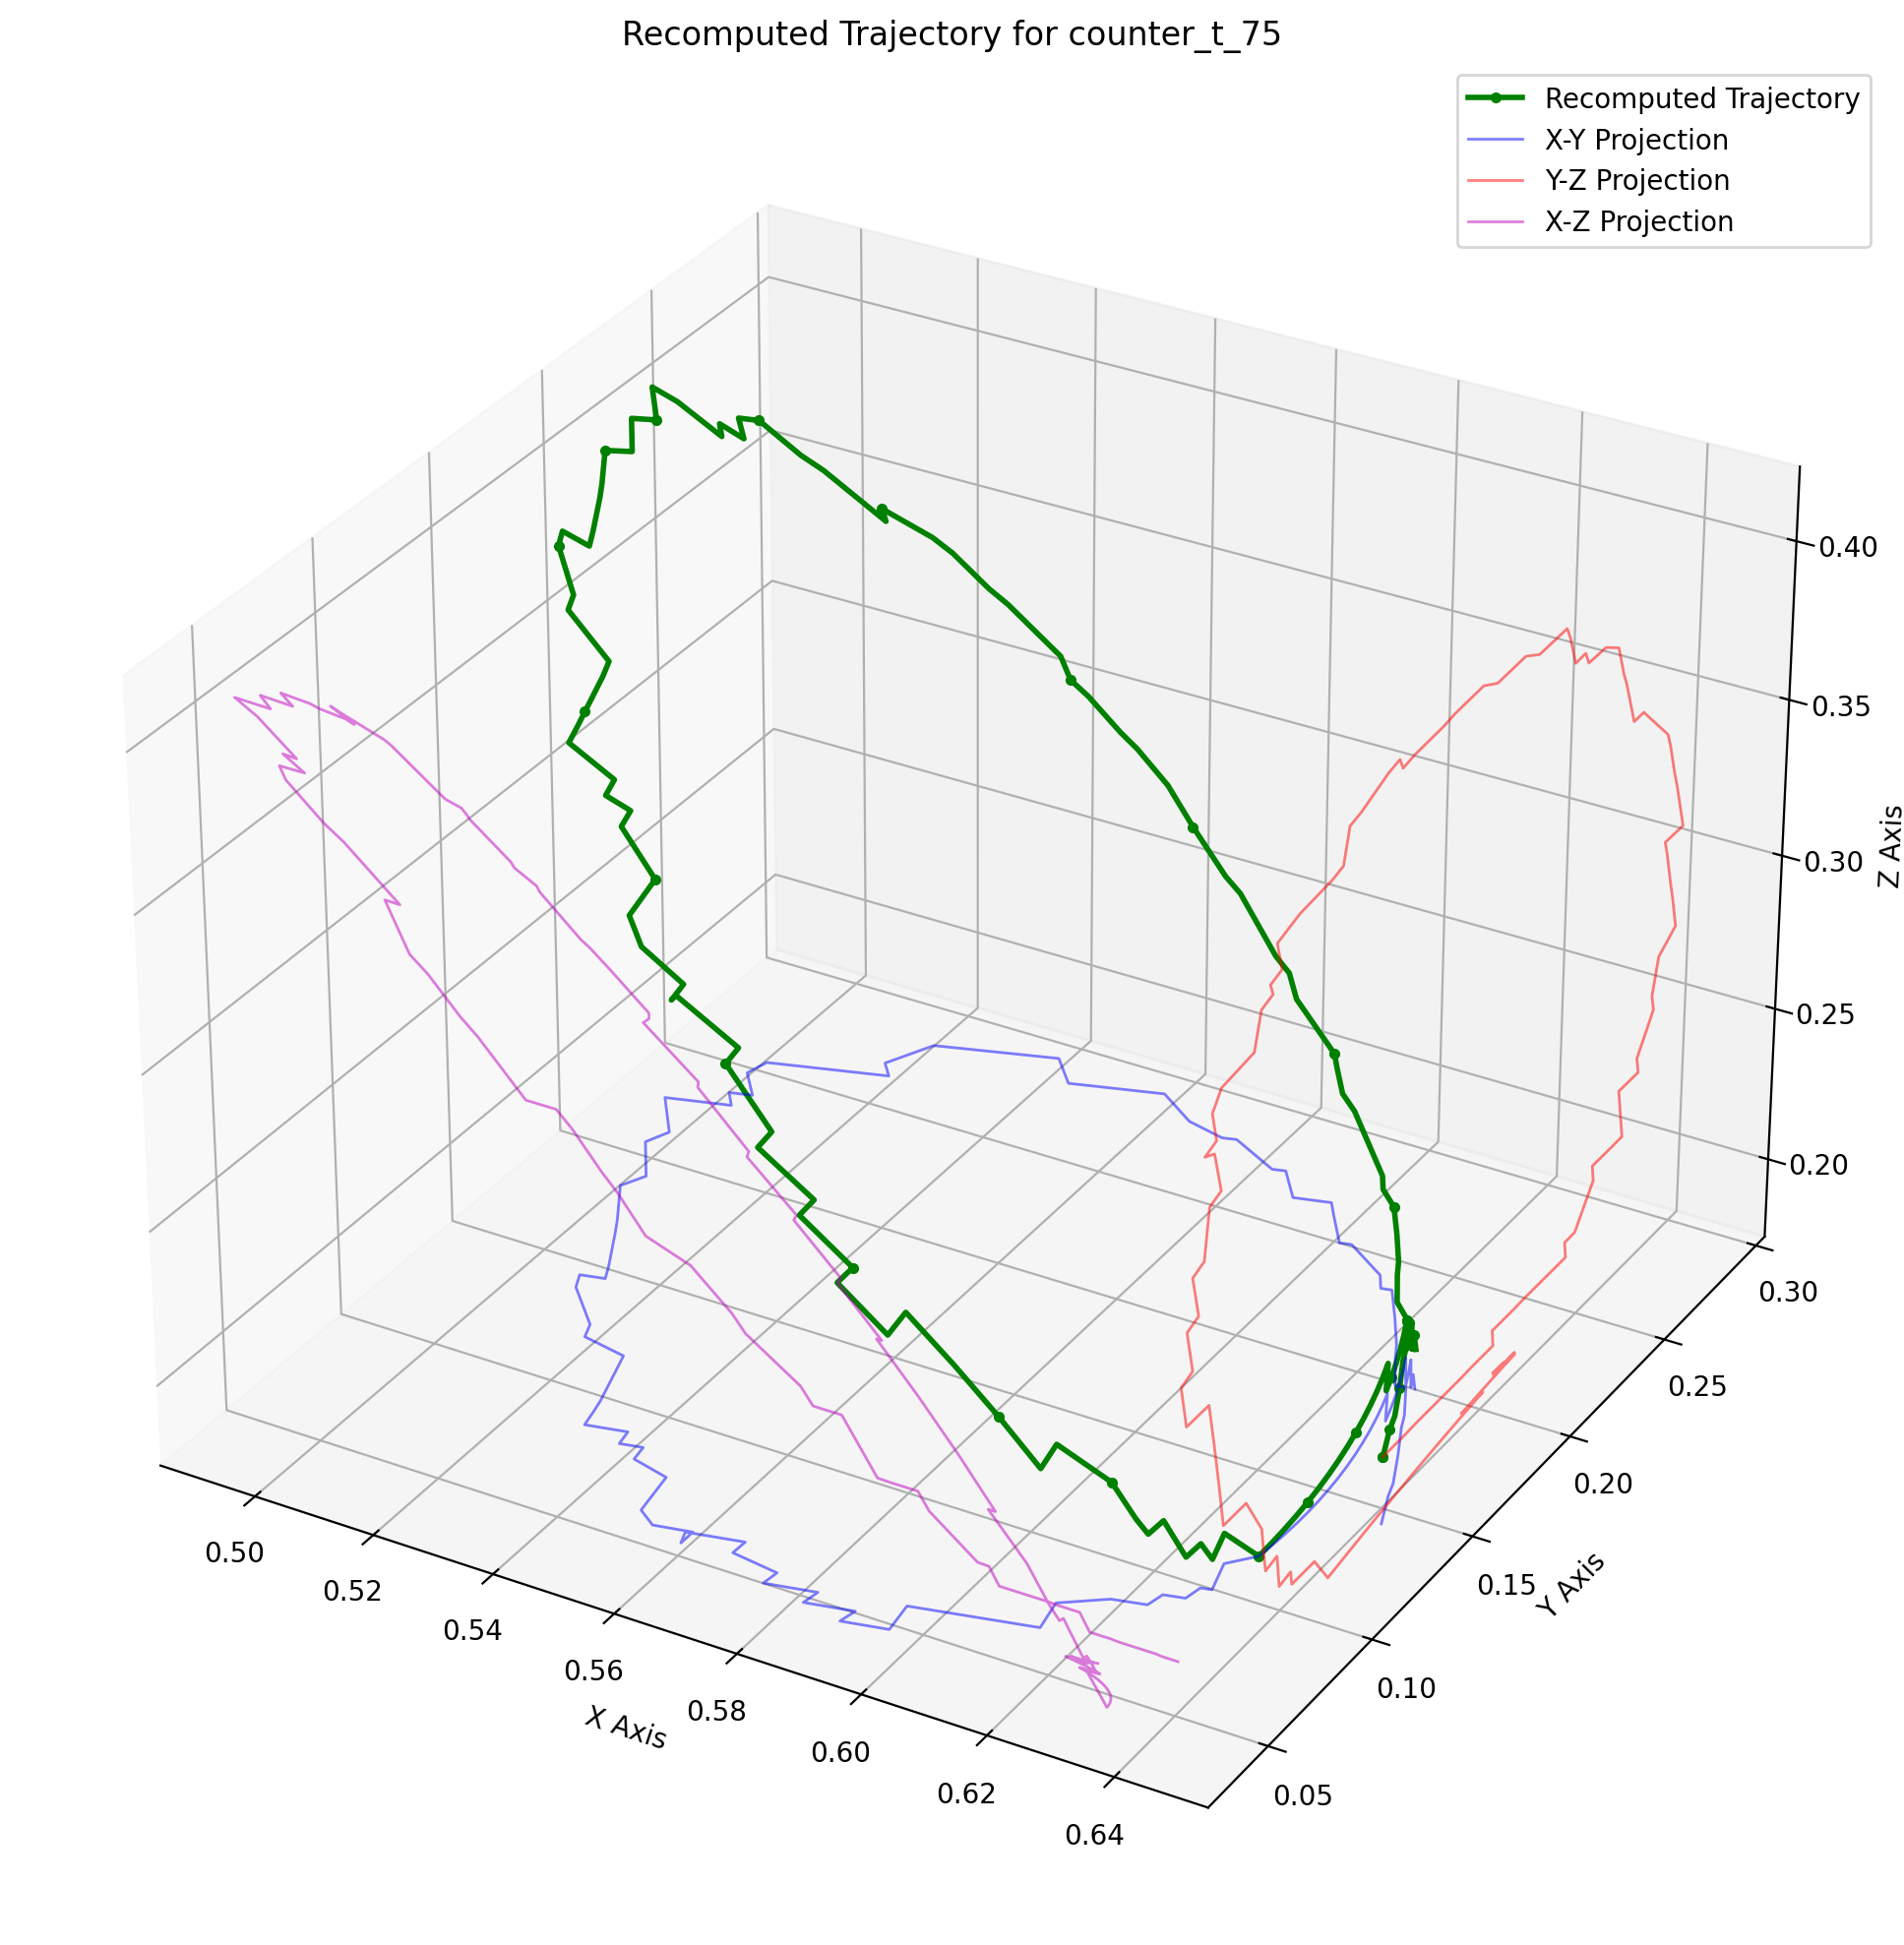 Recomputed Trajectory for counter_t_75
Recomputed Trajectory
X-Y Projection
Y-Z Projection
X-Z Projection
0.40
0.35
0.30
0.25
0.20
Z Axis
0.30
0.25
0.20
0.15
0.10
0.05
Y Axis
0.50
0.52
0.54
0.56
0.58
0.60
0.62
0.64
X Axis